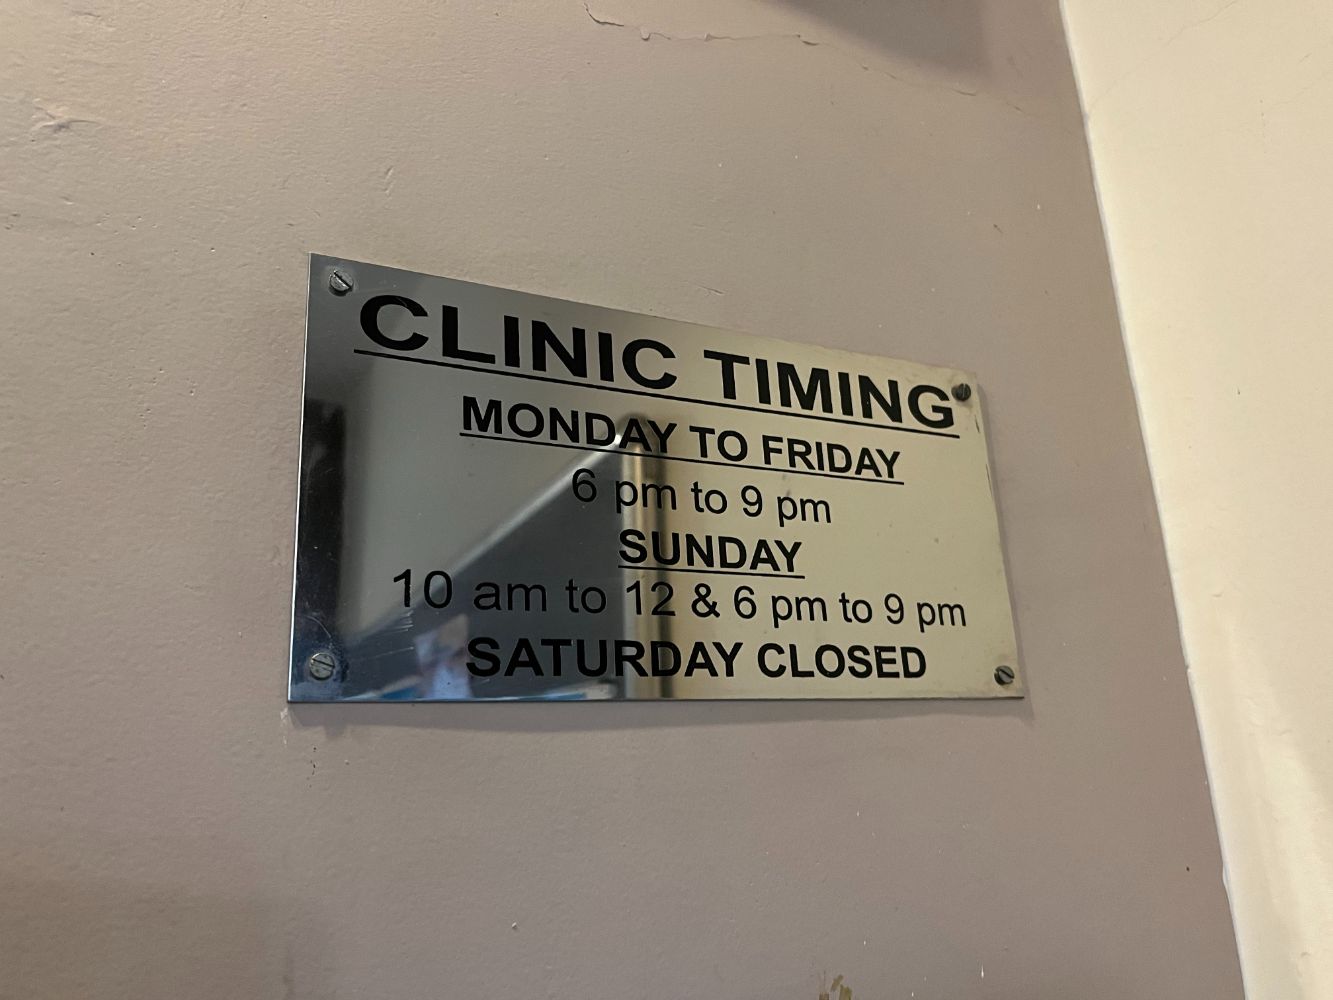 CLINIC TIMING
MONDAY TO FRIDAY
6 pm to 9 pm
SUNDAY
10 am to 12 & 6 pm to 9 pm
SATURDAY CLOSED